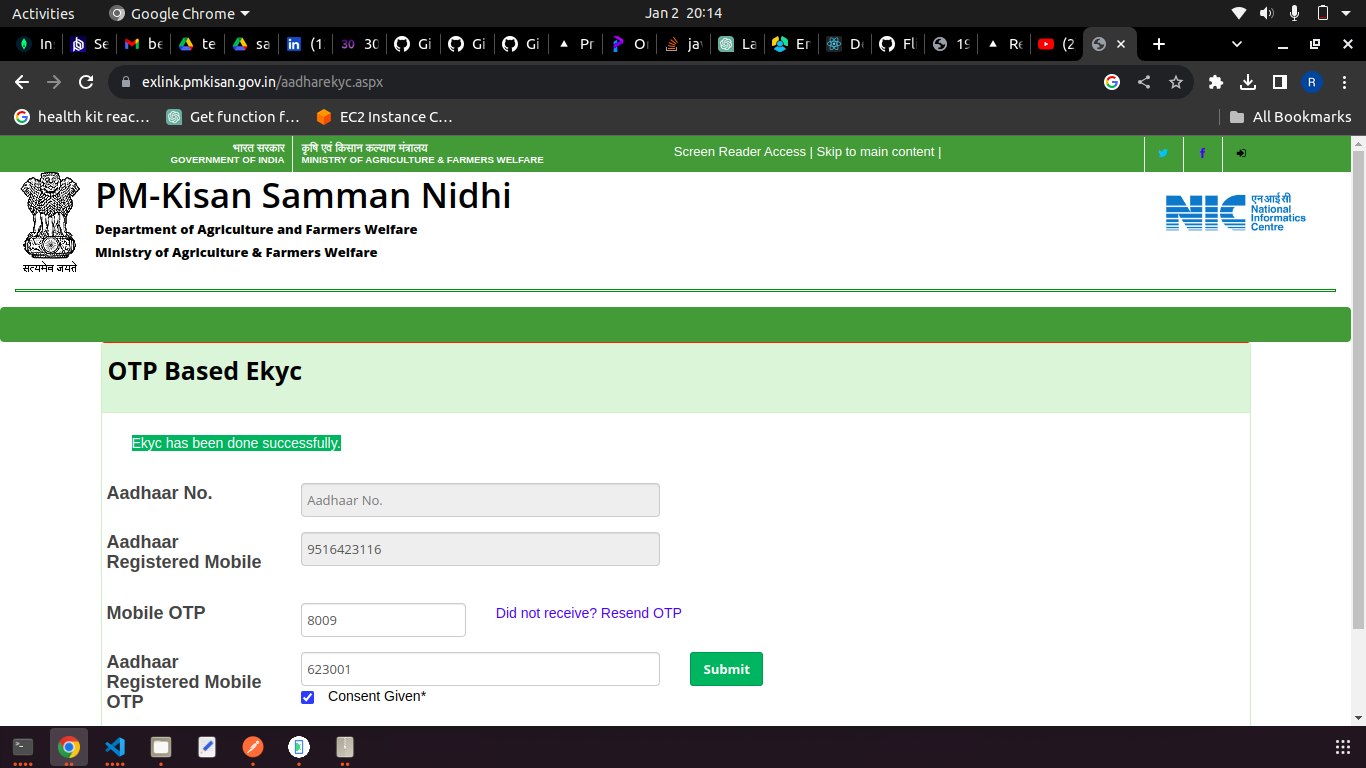 Activities
Google Chrome
Jan 2 20:14
In
Se
be
te
sa
(1
30 30
Gi
Gi
Gi
Pr
O
ja
La
Er
D
Fl
19
Re
(2
exlink.pmkisan.gov.in/aadharekyc.aspx
R
health kit reac...
Get function f...
EC2 Instance C...
All Bookmarks
भारत सरकार
GOVERNMENT OF INDIA
कृषि एवं किसान कल्याण मंत्रालय
MINISTRY OF AGRICULTURE & FARMERS WELFARE
Screen Reader Access | Skip to main content |
PM-Kisan Samman Nidhi
Department of Agriculture and Farmers Welfare
Ministry of Agriculture & Farmers Welfare
सत्यमेव जयते
NIC
एन आई सी
National
Informatics
Centre
OTP Based Ekyc
Ekyc has been done successfully.
Aadhaar No.
Aadhaar No.
Aadhaar
Registered Mobile
9516423116
Mobile OTP
8009
Did not receive? Resend OTP
Aadhaar
Registered Mobile
OTP
623001
Submit
Consent Given*